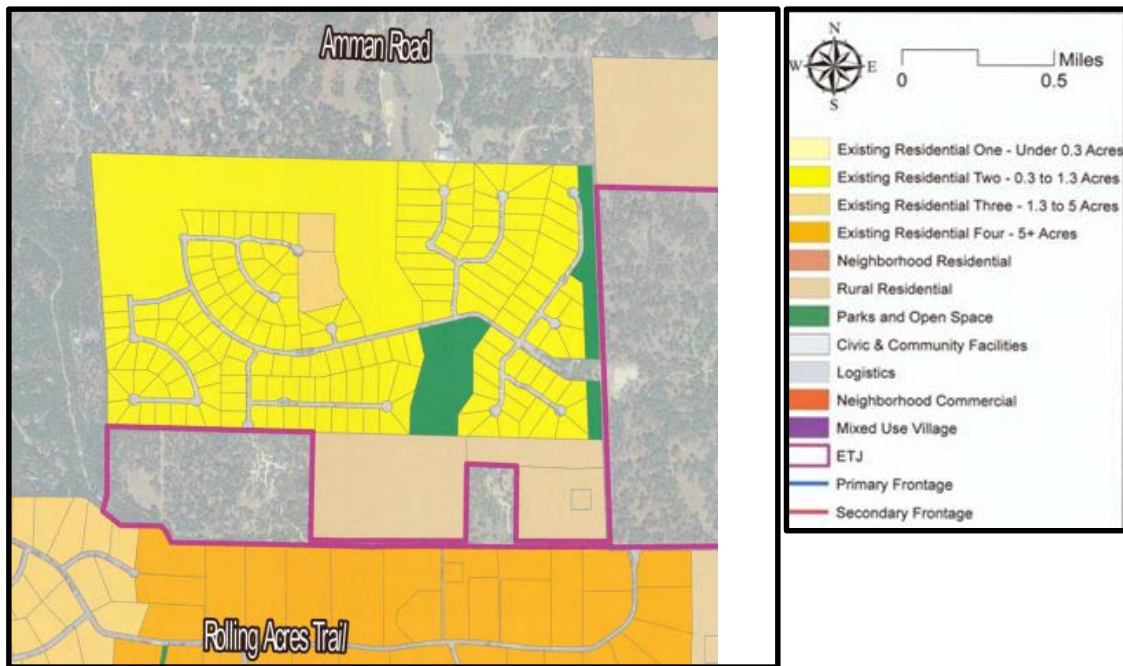 Amman Road
Rolling Acres Trail
N
W
E
S
Miles
0
0.5
Existing Residential One - Under 0.3 Acres
Existing Residential Two - 0.3 to 1.3 Acres
Existing Residential Three - 1.3 to 5 Acres
Existing Residential Four - 5+ Acres
Neighborhood Residential
Rural Residential
Parks and Open Space
Civic & Community Facilities
Logistics
Neighborhood Commercial
Mixed Use Village
ETJ
Primary Frontage
Secondary Frontage